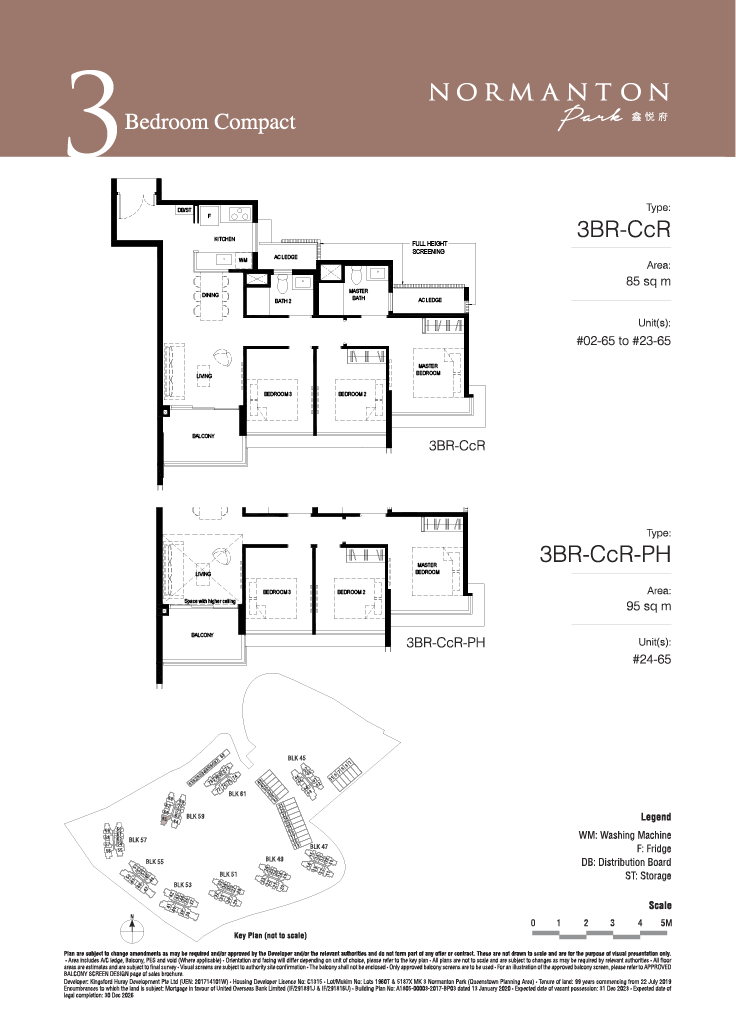 3 Bedroom Compact
NORMANTON
Park 鑫悦府
Type:
3BR-CcR
Area:
85 sq m
Unit(s):
#02-65 to #23-65
DB/ST
F
KITCHEN
WM
AC LEDGE
FULL HEIGHT
SCREENING
DINING
BATH 2
MASTER
BATH
AC LEDGE
LIVING
BEDROOM 3
BEDROOM 2
MASTER
BEDROOM
BALCONY
3BR-CcR
Type:
3BR-CcR-PH
Area:
95 sq m
Unit(s):
#24-65
LIVING
Space with higher ceiling
BEDROOM 3
BEDROOM 2
MASTER
BEDROOM
BALCONY
3BR-CcR-PH
BLK 45
BLK 61
BLK 59
BLK 57
BLK 47
BLK 55
BLK 49
BLK 51
BLK 53
N
Key Plan (not to scale)
Legend
WM: Washing Machine
F: Fridge
DB: Distribution Board
ST: Storage
Scale
0 1 2 3 4 5M
Plan are subject to change amendments as may be required and/or approved by the Developer and/or the relevant authorities and do not form part of any offer or contract. These are not drawn to scale and are for the purpose of visual presentation only.
• Area includes A/C ledge, Balcony, PES and void (Where applicable) • Orientation and facing will differ depending on unit of choice, please refer to the key plan • All plans are not to scale and are subject to changes as may be required by relevant authorities • All floor
areas are estimates and are subject to final survey • Visual screens are subject to authority site confirmation • The balcony shall not be enclosed • Only approved balcony screens are to be used • For an illustration of the approved balcony screen, please refer to APPROVED
BALCONY SCREEN DESIGN page of sales brochure.
Developer: Kingsford Huray Development Pte Ltd (UEN: 201714101W) • Housing Developer Licence No: C1315 • Lot/Mukim No: Lots 1960T & 5187X MK 3 Normanton Park (Queenstown Planning Area) • Tenure of land: 99 years commencing from 22 July 2019
Encumbrances to which the land is subject: Mortgage in favour of United Overseas Bank Limited (IF/291891J & IF/291816U) • Building Plan No: A1805-00003-2017-BP03 dated 13 January 2020 • Expected date of vacant possession: 31 Dec 2023 • Expected date of
legal completion: 30 Dec 2026